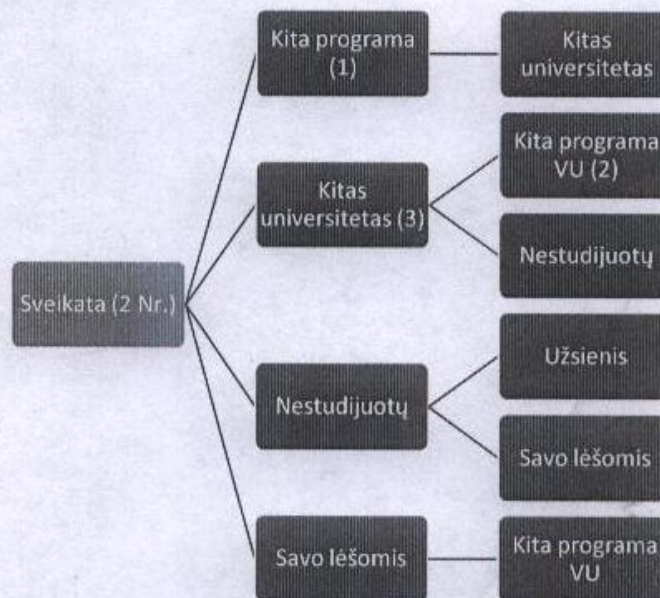 Kita programa
(1)
Kitas
universitetas
Kitas
universitetas (3)
Kita programa
VU (2)
Nestudijuotų
Sveikata (2 Nr.)
Nestudijuotų
Užsienis
Savo lėšomis
Savo lėšomis
Kita programa
VU